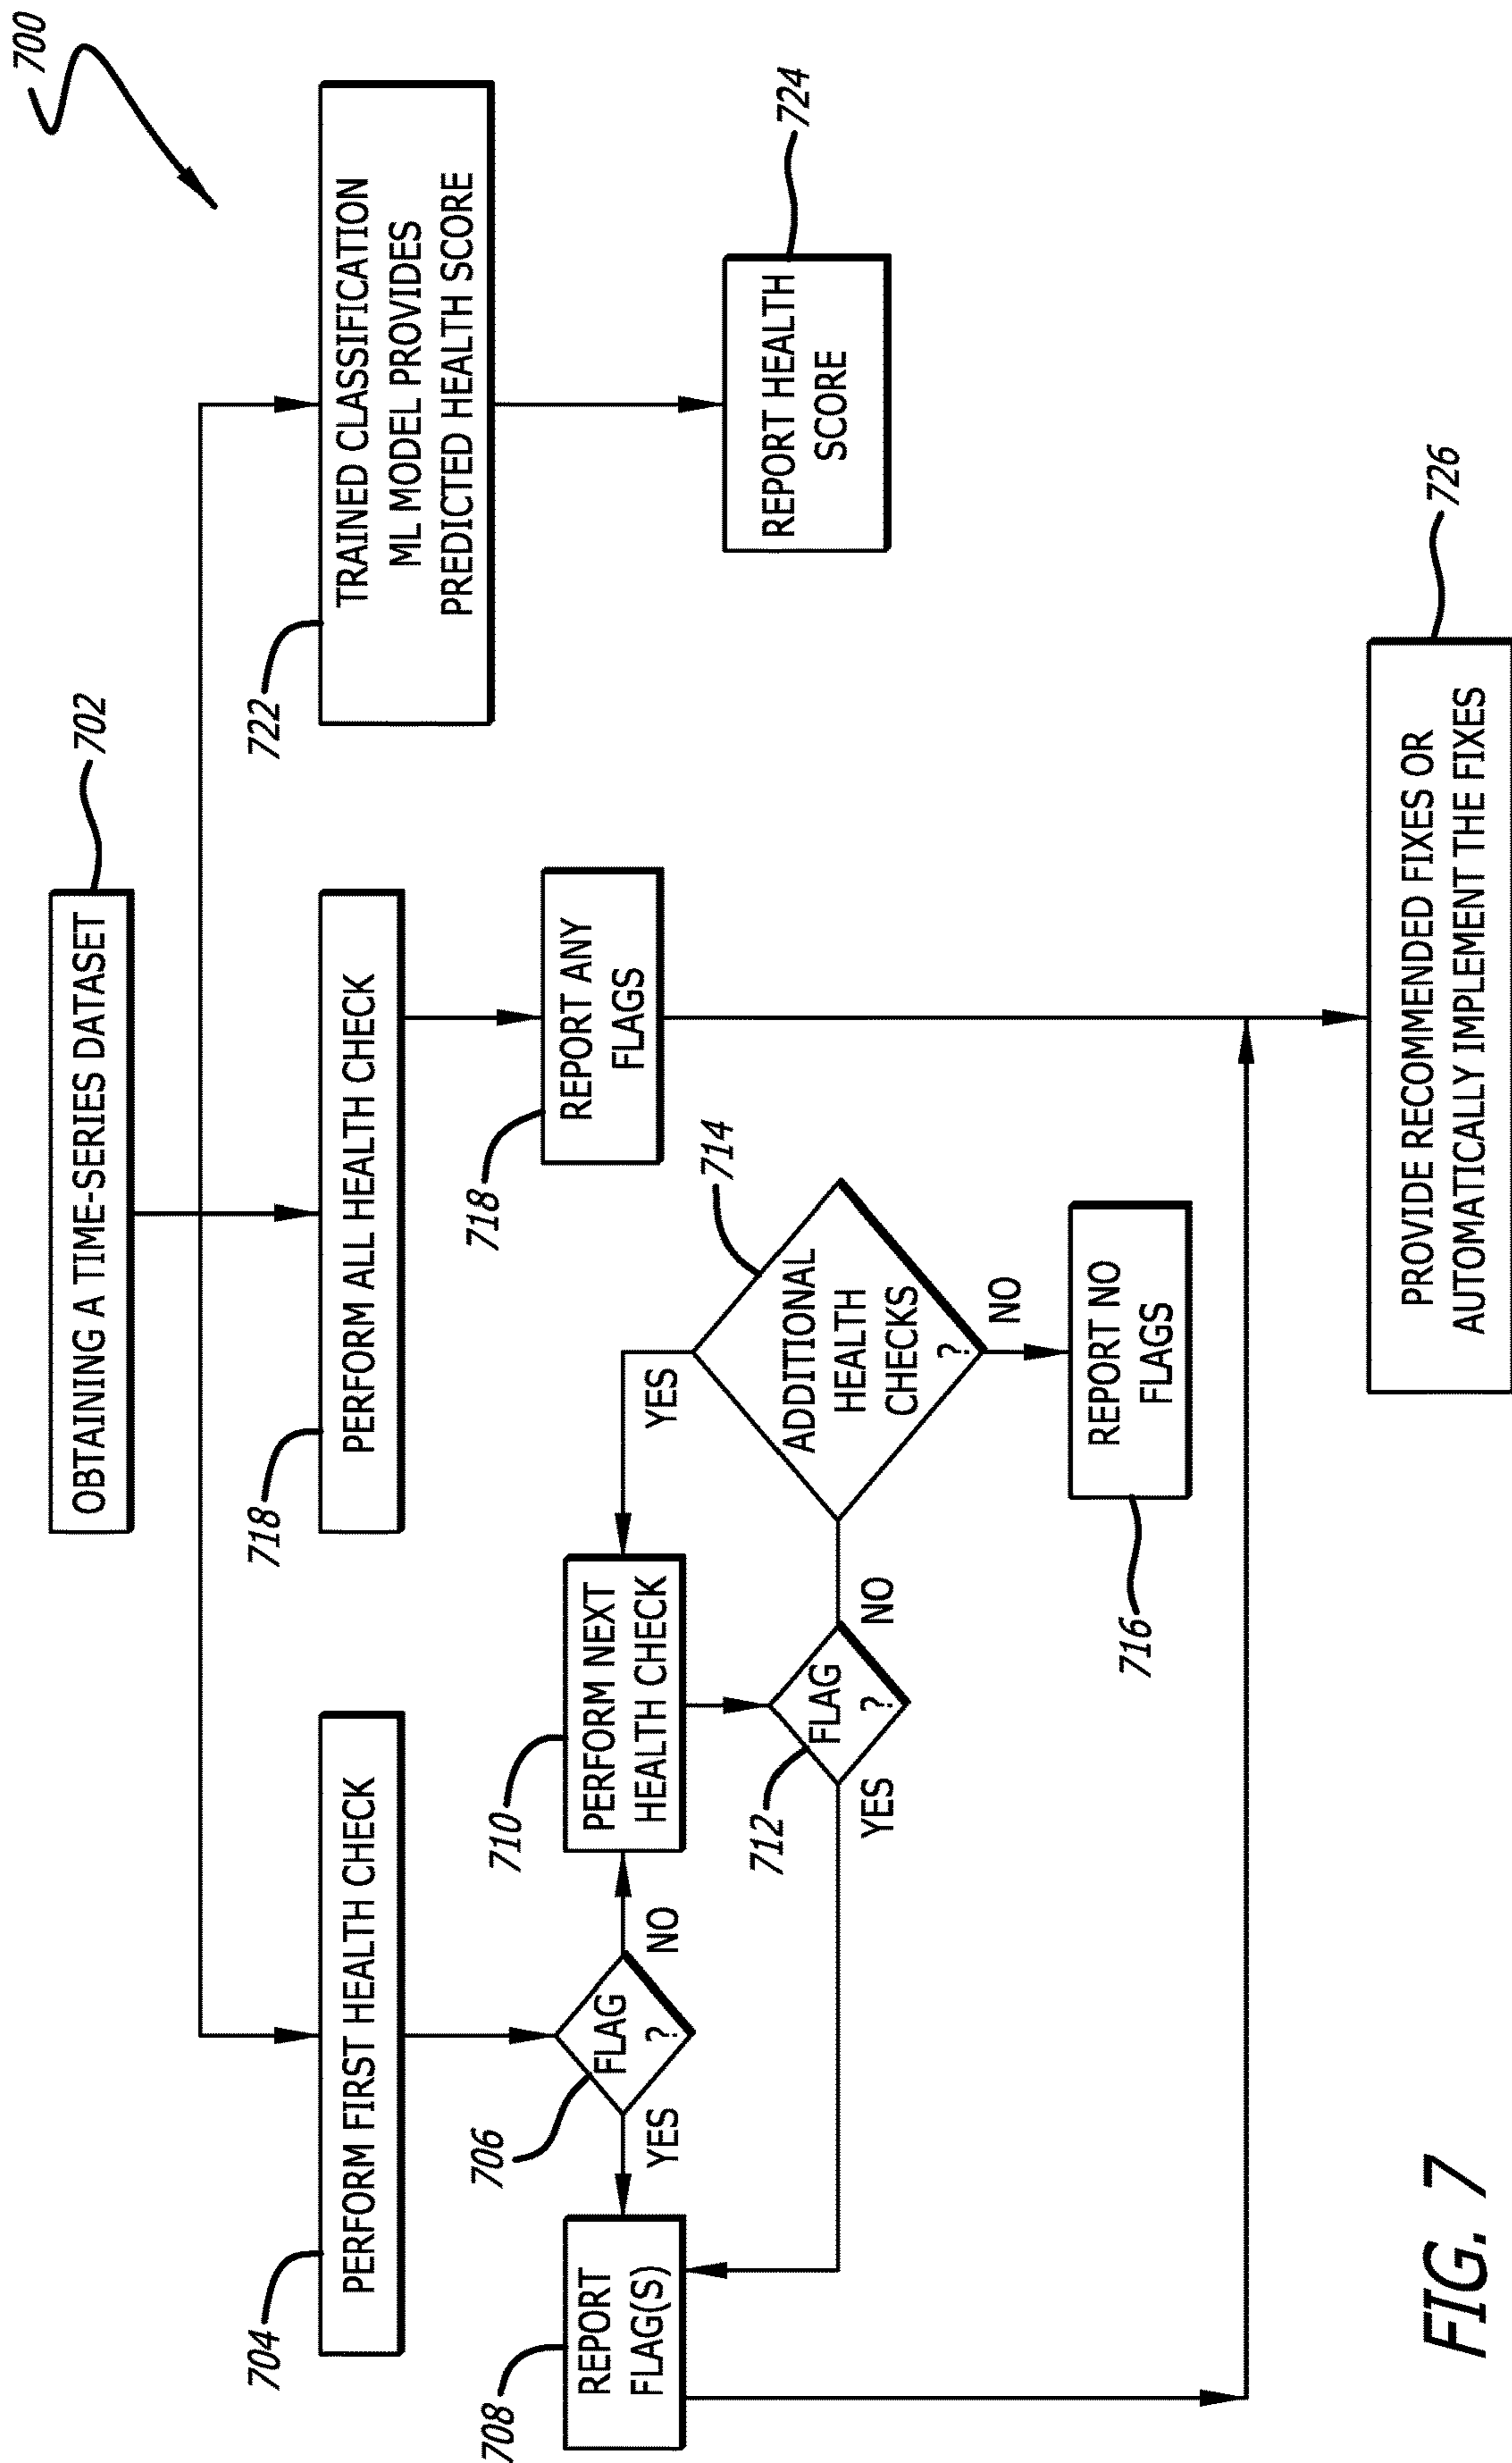 700
OBTAINING A TIME-SERIES DATASET
702
704
PERFORM FIRST HEALTH CHECK
718
PERFORM ALL HEALTH CHECK
722
TRAINED CLASSIFICATION
ML MODEL PROVIDES
PREDICTED HEALTH SCORE
706
FLAG
?
YES
NO
708
REPORT
FLAG(S)
710
PERFORM NEXT
HEALTH CHECK
718
REPORT ANY
FLAGS
724
REPORT HEALTH
SCORE
712
FLAG
?
YES
NO
714
ADDITIONAL
HEALTH
CHECKS
?
YES
NO
716
REPORT NO
FLAGS
726
PROVIDE RECOMMENDED FIXES OR
AUTOMATICALLY IMPLEMENT THE FIXES
FIG. 7